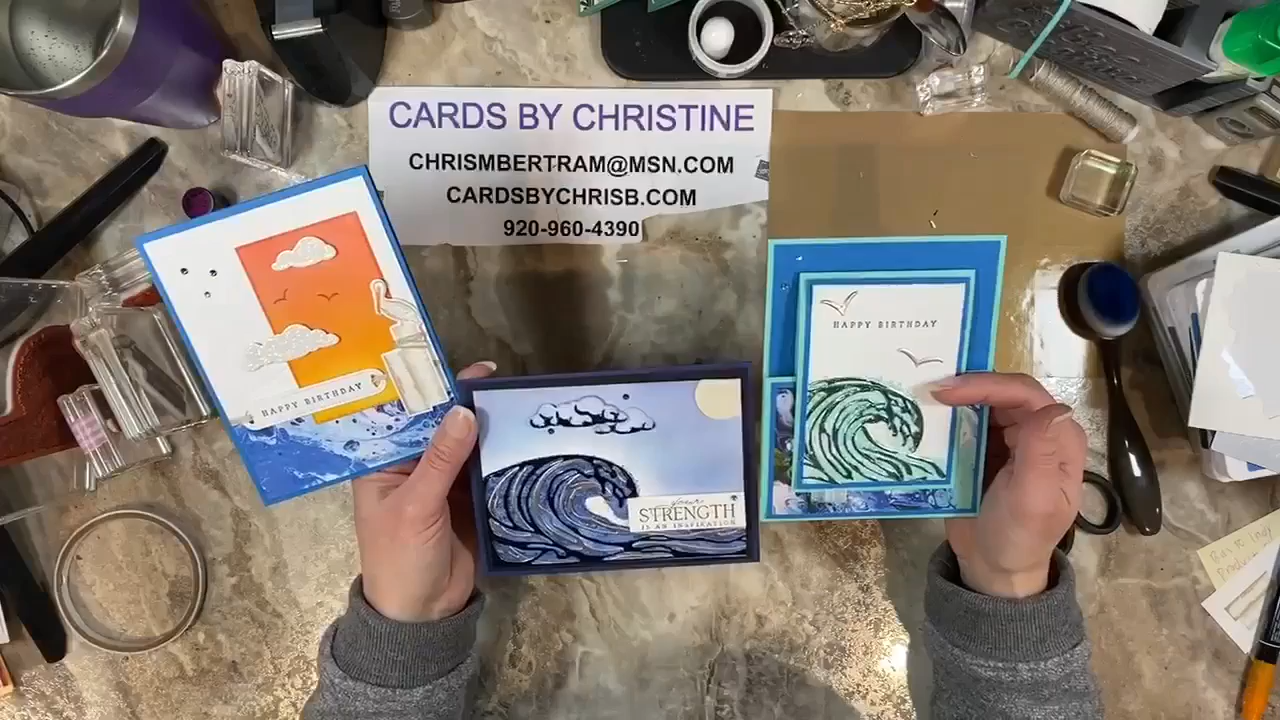 CARDS BY CHRISTINE
CHRISMBERTRAM@MSN.COM
CARDSBYCHRISB.COM
920-960-4390
HAPPY BIRTHDAY
HAPPY BIRTHDAY
STRENGTH
IS AN INSPIRATION